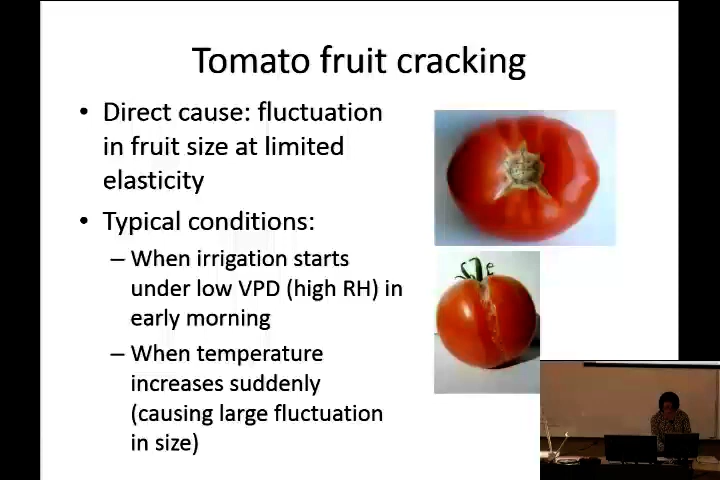 Tomato fruit cracking
• Direct cause: fluctuation
in fruit size at limited
elasticity
• Typical conditions:
– When irrigation starts
under low VPD (high RH) in
early morning
– When temperature
increases suddenly
(causing large fluctuation
in size)